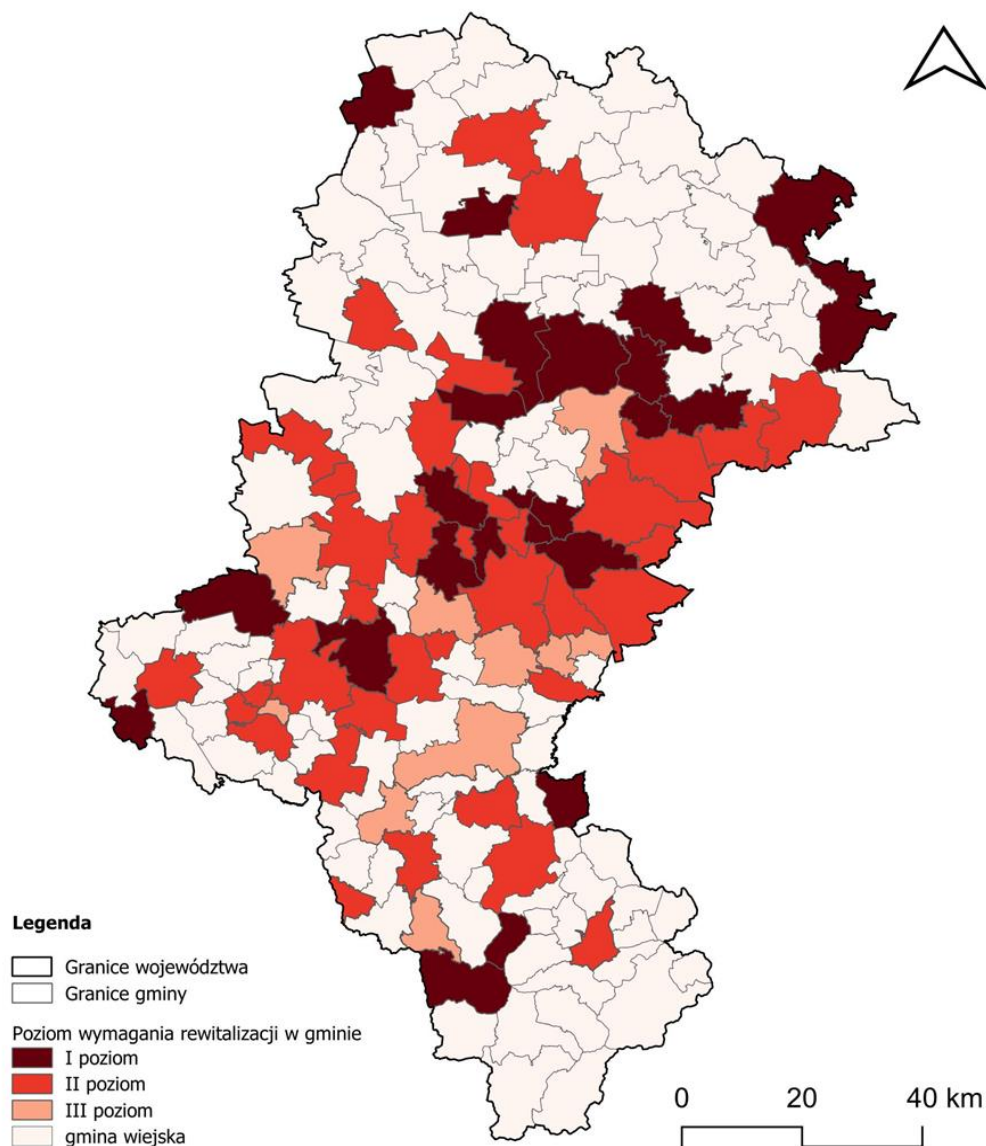 Legenda
Granice województwa
Granice gminy
Poziom wymagania rewitalizacji w gminie
I poziom
II poziom
III poziom
gmina wiejska
0 20 40 km